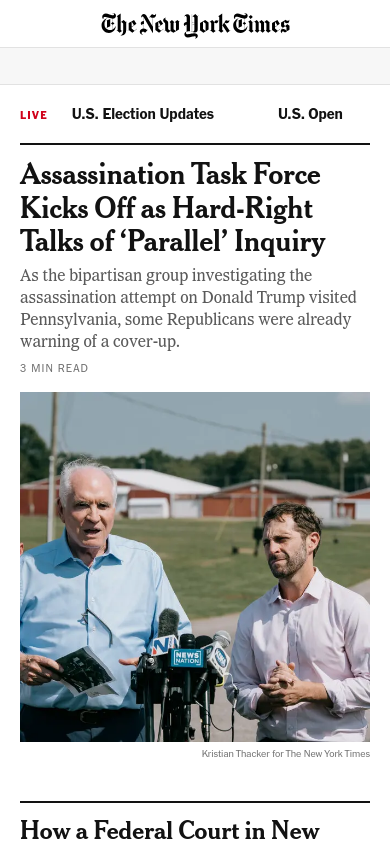 The New York Times
LIVE U.S. Election Updates U.S. Open
Assassination Task Force
Kicks Off as Hard-Right
Talks of ‘Parallel’ Inquiry
As the bipartisan group investigating the
assassination attempt on Donald Trump visited
Pennsylvania, some Republicans were already
warning of a cover-up.
3 MIN READ
NEWS
NATION
Kristian Thacker for The New York Times
How a Federal Court in New